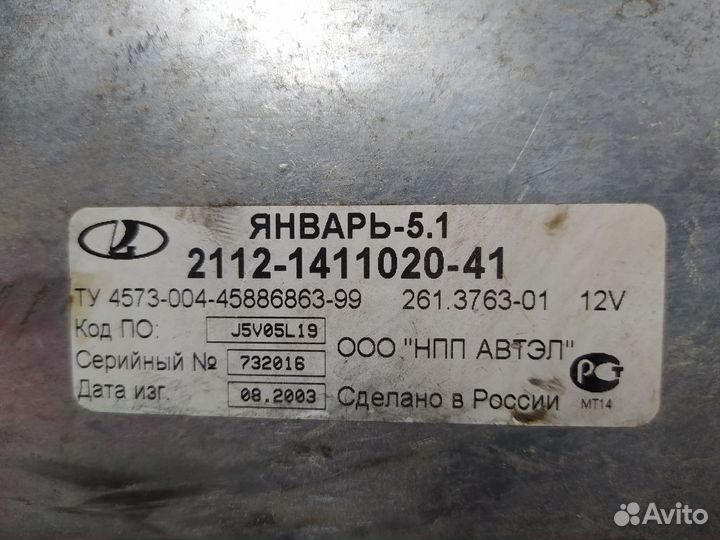 ЯНВАРЬ-5.1
2112-1411020-41
ТУ 4573-004-45886863-99 261.3763-01 12V
Код ПО: J5V05L19 ООО "НПП АВТЭЛ"
Серийный № 732016
Дата изг. 08.2003 Сделано в России
РСТ
МТ14
Avito